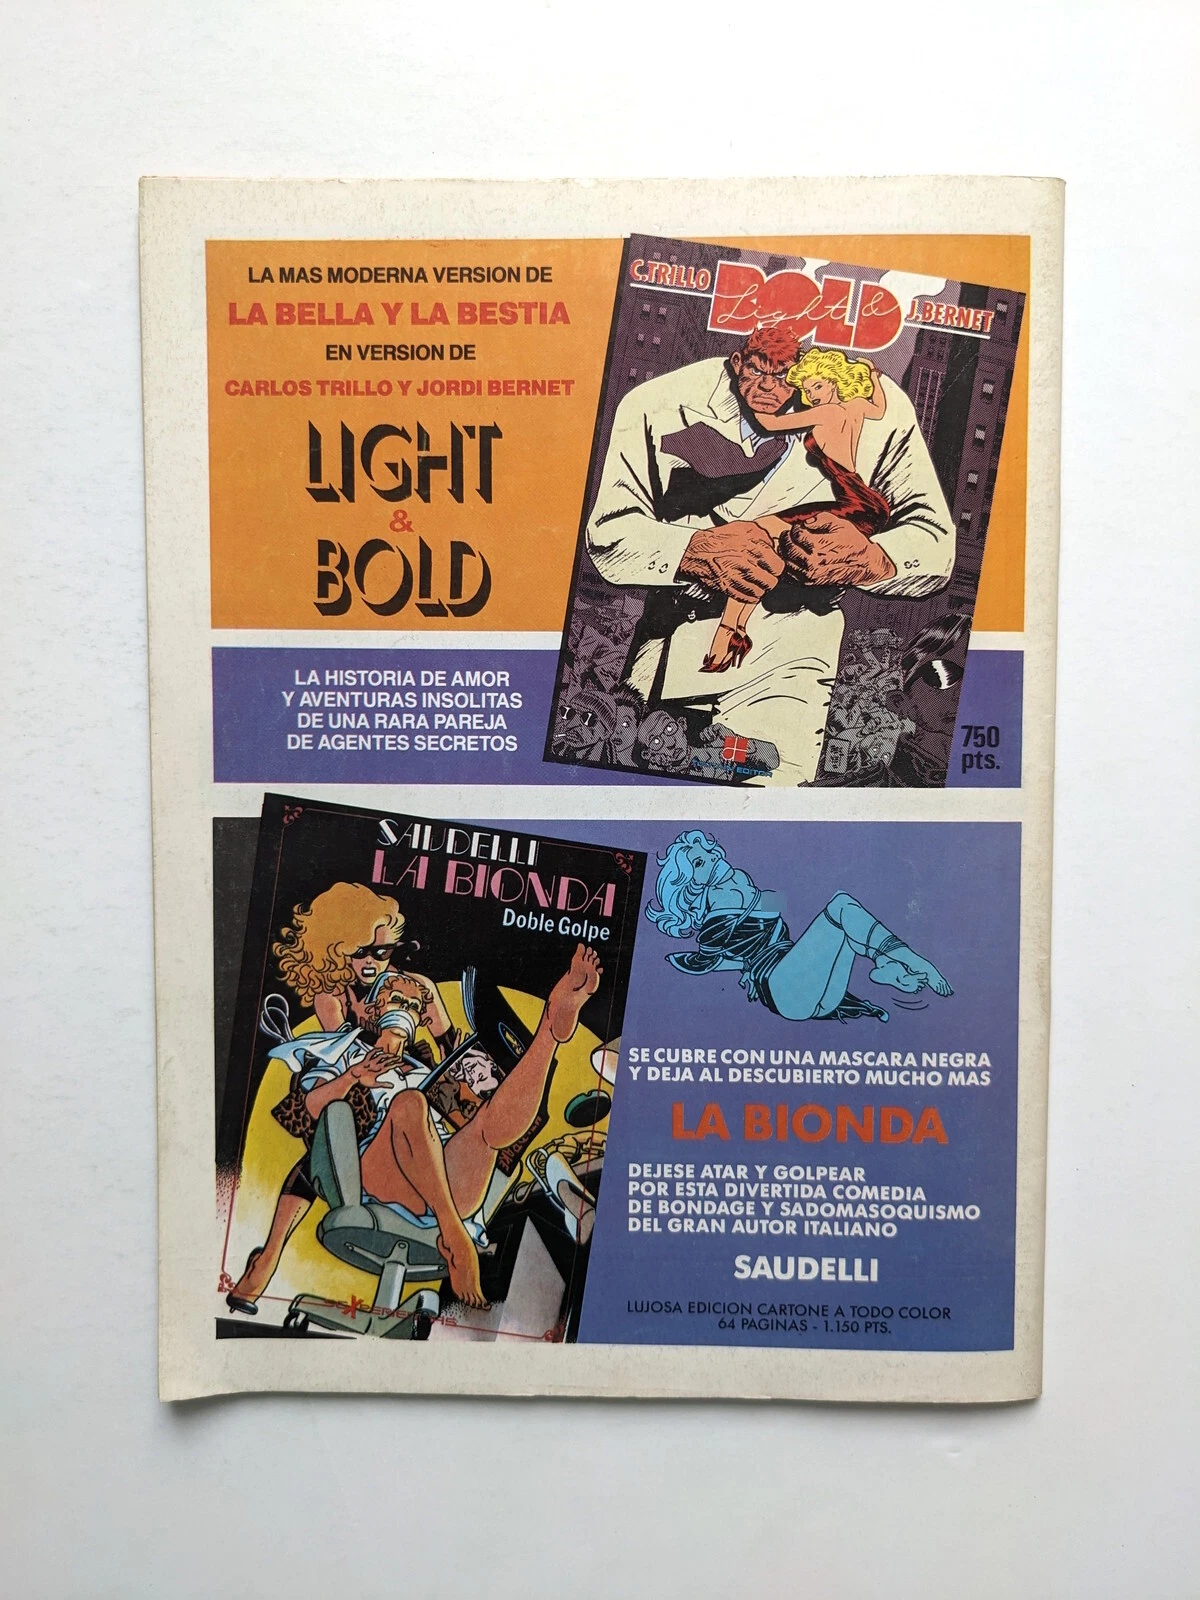 LA MAS MODERNA VERSION DE
LA BELLA Y LA BESTIA
EN VERSION DE
CARLOS TRILLO Y JORDI BERNET
LIGHT
&
BOLD
C.TRILLO
BOLD
Light &
J.BERNET
LA HISTORIA DE AMOR
Y AVENTURAS INSOLITAS
DE UNA RARA PAREJA
DE AGENTES SECRETOS
EDITOR
750
pts.
SAUDELLI
LA BIONDA
Doble Golpe
SE CUBRE CON UNA MASCARA NEGRA
Y DEJA AL DESCUBIERTO MUCHO MAS
LA BIONDA
DEJESE ATAR Y GOLPEAR
POR ESTA DIVERTIDA COMEDIA
DE BONDAGE Y SADOMASOQUISMO
DEL GRAN AUTOR ITALIANO
SAUDELLI
LUJOSA EDICION CARTONE A TODO COLOR
64 PAGINAS - 1.150 PTS.